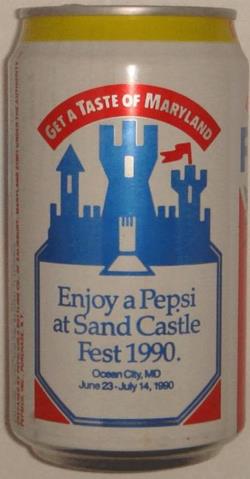 GET A TASTE OF MARYLAND
Enjoy a Pepsi
at Sand Castle
Fest 1990.
Ocean City, MD
June 23-July 14, 1990